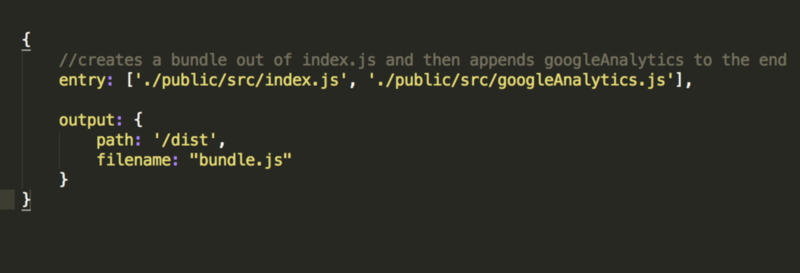 {
//creates a bundle out of index.js and then appends googleAnalytics to the end
entry: ['./public/src/index.js', './public/src/googleAnalytics.js'],
output: {
path: '/dist',
filename: "bundle.js"
}
}